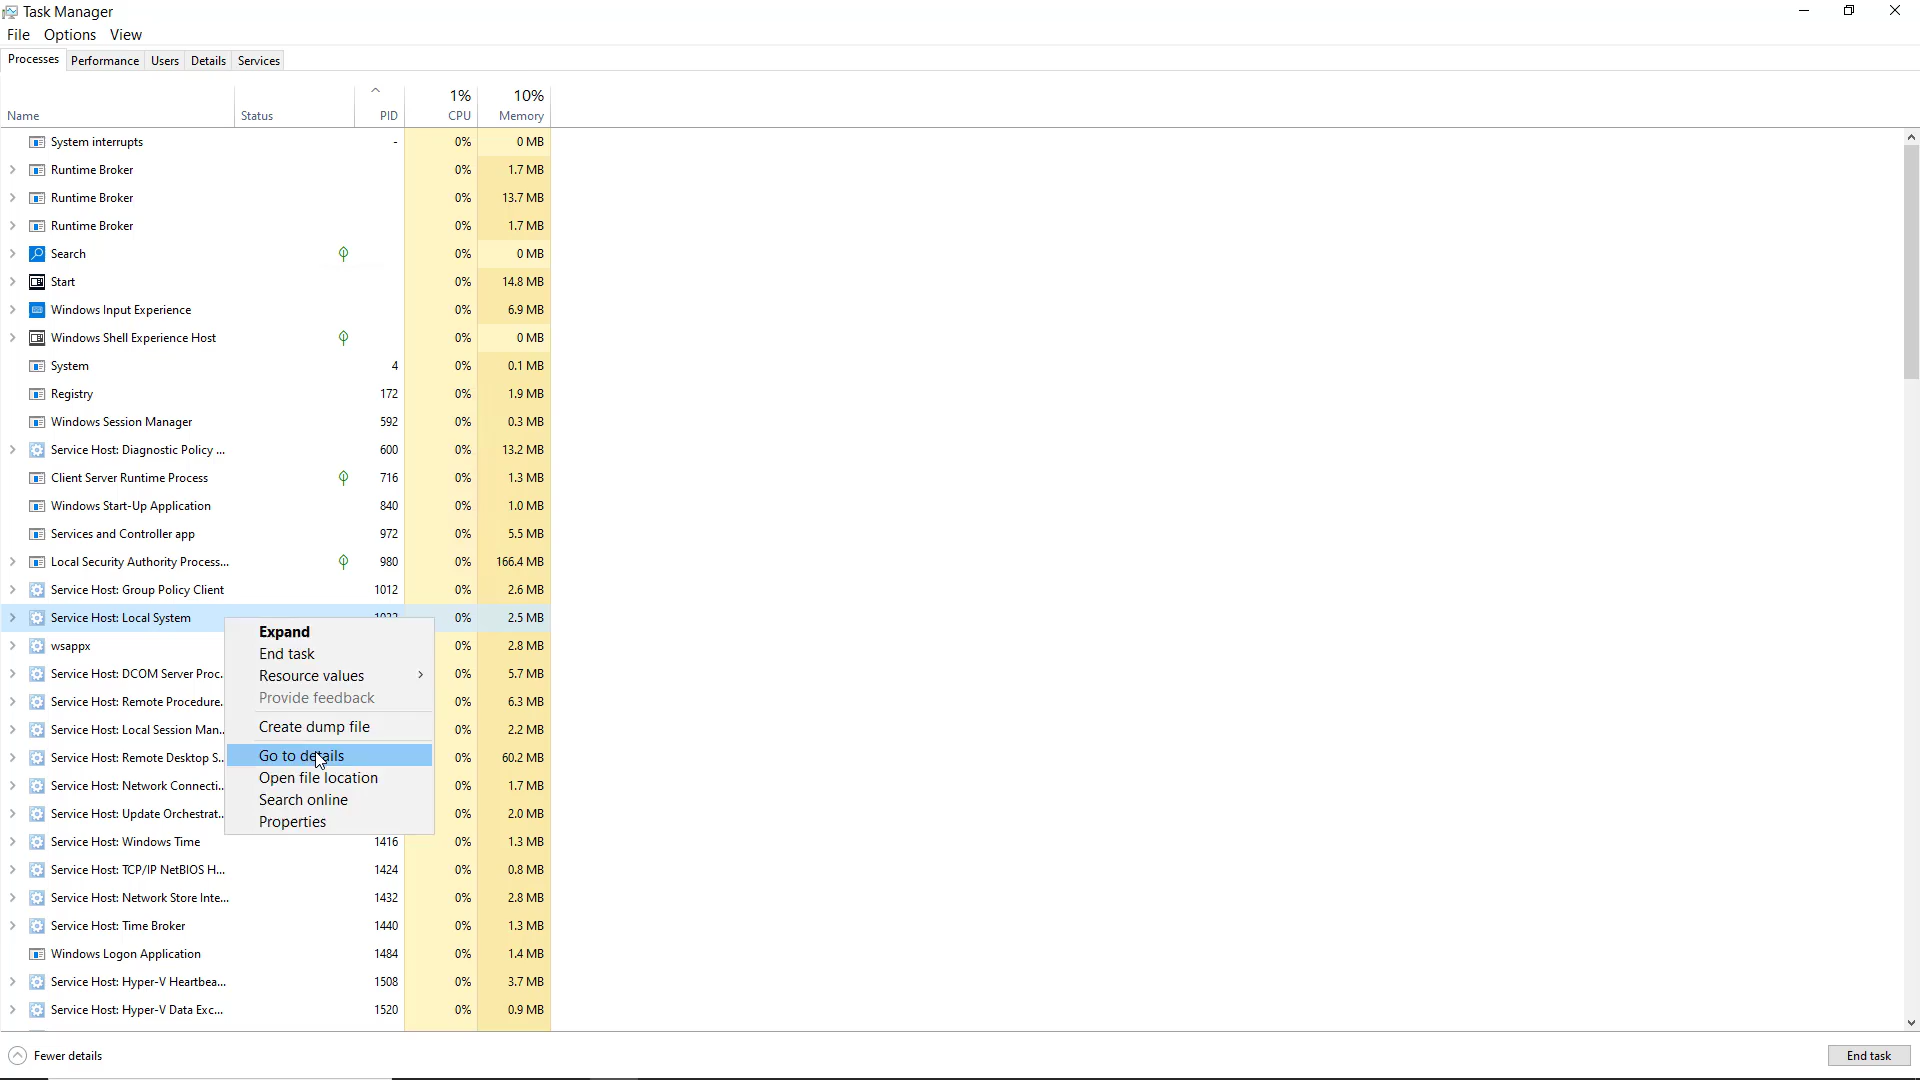 Task Manager
File Options View
Processes Performance Users Details Services
1% 10%
Name Status PID CPU Memory
System interrupts - 0% 0 MB
Runtime Broker 0% 1.7 MB
Runtime Broker 0% 13.7 MB
Runtime Broker 0% 1.7 MB
Search 0% 0 MB
Start 0% 14.8 MB
Windows Input Experience 0% 6.9 MB
Windows Shell Experience Host 0% 0 MB
System 4 0% 0.1 MB
Registry 172 0% 1.9 MB
Windows Session Manager 592 0% 0.3 MB
Service Host: Diagnostic Policy ... 600 0% 13.2 MB
Client Server Runtime Process 716 0% 1.3 MB
Windows Start-Up Application 840 0% 1.0 MB
Services and Controller app 972 0% 5.5 MB
Local Security Authority Process... 980 0% 166.4 MB
Service Host: Group Policy Client 1012 0% 2.6 MB
Service Host: Local System 0% 2.5 MB
wsappx 0% 2.8 MB
Service Host: DCOM Server Proc. 0% 5.7 MB
Service Host: Remote Procedure. 0% 6.3 MB
Service Host: Local Session Man.. 0% 2.2 MB
Service Host: Remote Desktop S.. 0% 60.2 MB
Service Host: Network Connecti.. 0% 1.7 MB
Service Host: Update Orchestrat.. 0% 2.0 MB
Service Host: Windows Time 1416 0% 1.3 MB
Service Host: TCP/IP NetBIOS H... 1424 0% 0.8 MB
Service Host: Network Store Inte... 1432 0% 2.8 MB
Service Host: Time Broker 1440 0% 1.3 MB
Windows Logon Application 1484 0% 1.4 MB
Service Host: Hyper-V Heartbea... 1508 0% 3.7 MB
Service Host: Hyper-V Data Exc... 1520 0% 0.9 MB
Expand
End task
Resource values
Provide feedback
Create dump file
Go to details
Open file location
Search online
Properties
Fewer details End task